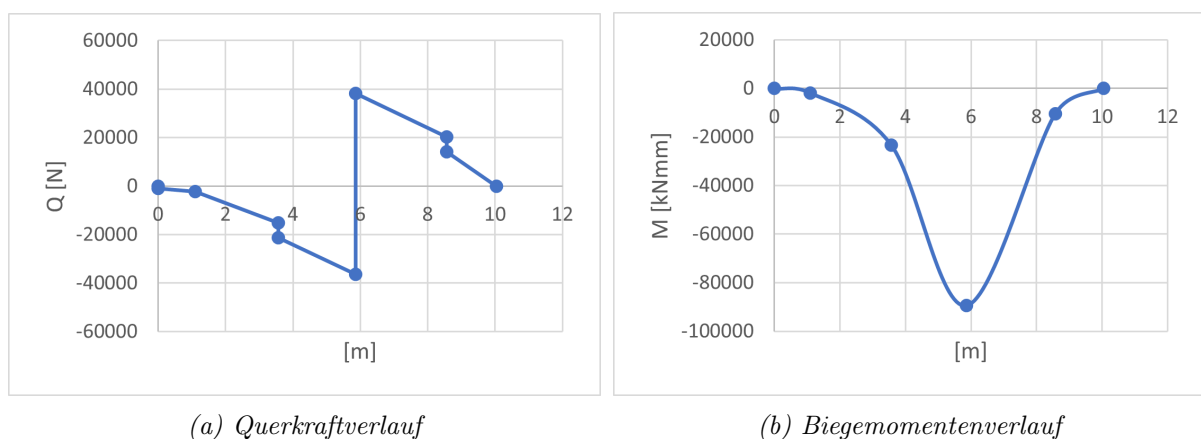 60000
40000
20000
0
-20000
-40000
-60000
0 2 4 6 8 10 12
Q [N]
[m]
20000
0
-20000
-40000
-60000
-80000
-100000
0 2 4 6 8 10 12
M [kNmm]
[m]
(a) Querkraftverlauf
(b) Biegemomentenverlauf